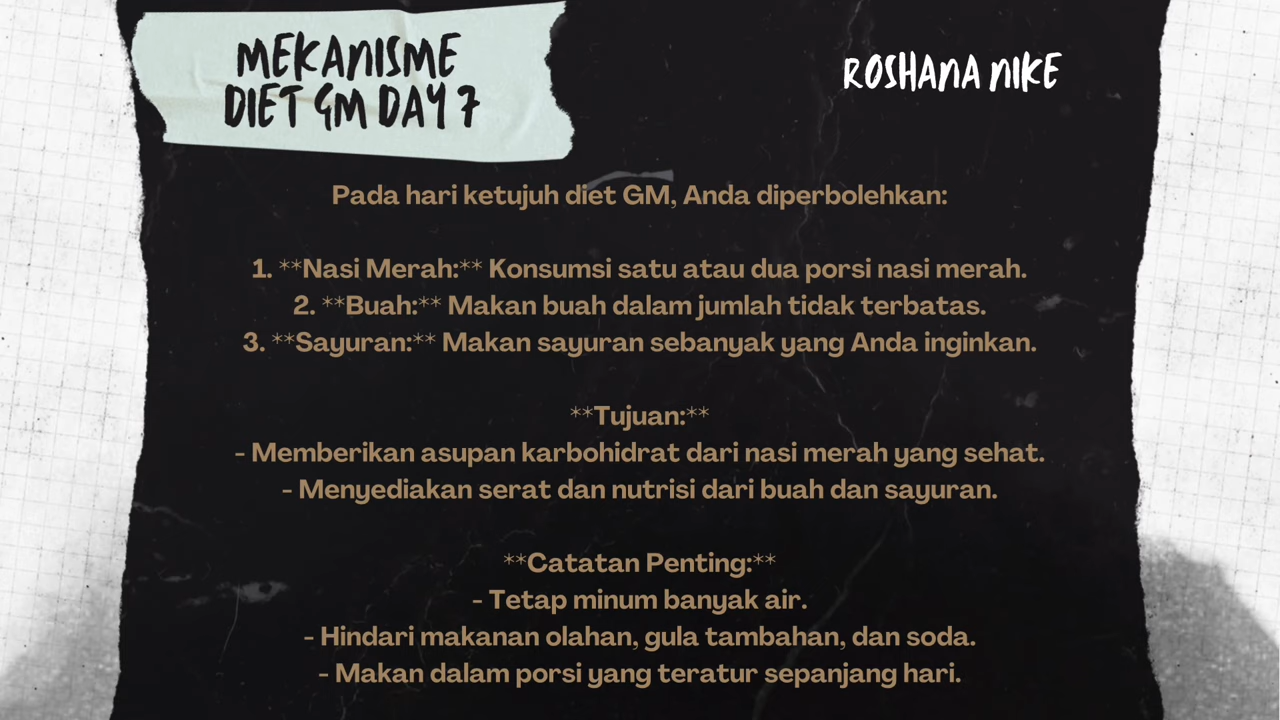 MEKANISME
DIET GM DAY 7
ROSHANA NIKE
Pada hari ketujuh diet GM, Anda diperbolehkan:
1. **Nasi Merah:** Konsumsi satu atau dua porsi nasi merah.
2. **Buah:** Makan buah dalam jumlah tidak terbatas.
3. **Sayuran:** Makan sayuran sebanyak yang Anda inginkan.
**Tujuan:**
- Memberikan asupan karbohidrat dari nasi merah yang sehat.
- Menyediakan serat dan nutrisi dari buah dan sayuran.
**Catatan Penting:**
- Tetap minum banyak air.
- Hindari makanan olahan, gula tambahan, dan soda.
- Makan dalam porsi yang teratur sepanjang hari.